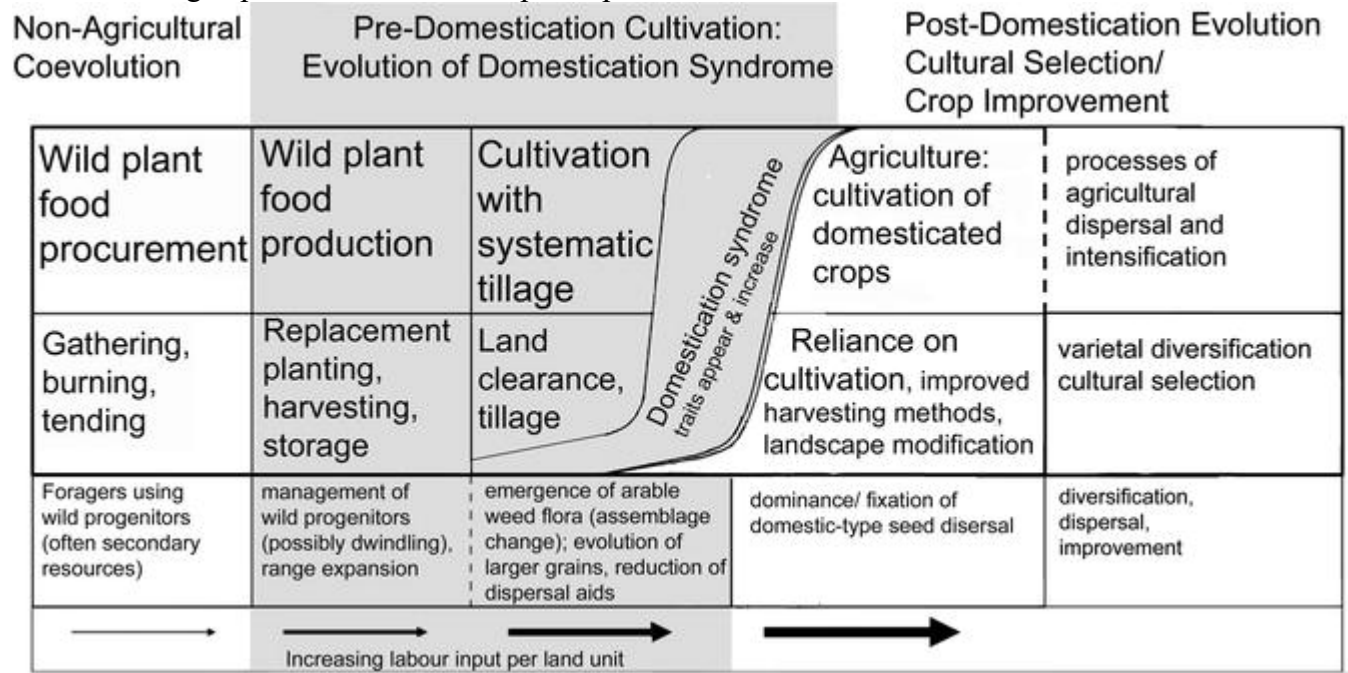 Non-Agricultural
Coevolution
Pre-Domestication Cultivation:
Evolution of Domestication Syndrome
Post-Domestication Evolution
Cultural Selection/
Crop Improvement
Wild plant
food
procurement
Wild plant
food
production
Cultivation
with
systematic
tillage
Domestication syndrome
traits appear & increase
Agriculture:
cultivation of
domesticated
crops
processes of
agricultural
dispersal and
intensification
Gathering,
burning,
tending
Replacement
planting,
harvesting,
storage
Land
clearance,
tillage
Reliance on
cultivation, improved
harvesting methods,
landscape modification
varietal diversification
cultural selection
Foragers using
wild progenitors
(often secondary
resources)
management of
wild progenitors
(possibly dwindling),
range expansion
emergence of arable
weed flora (assemblage
change); evolution of
larger grains, reduction of
dispersal aids
dominance/ fixation of
domestic-type seed disersal
diversification,
dispersal,
improvement
Increasing labour input per land unit